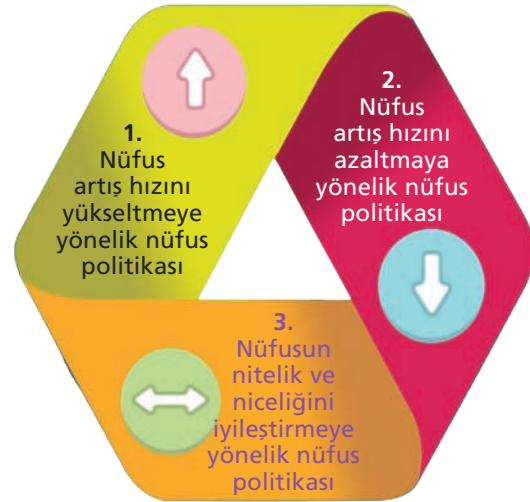 1.
Nüfus
artış hızını
yükseltmeye
yönelik nüfus
politikası
2.
Nüfus
artış hızını
azaltmaya
yönelik nüfus
politikası
3.
Nüfusun
nitelik ve
niceliğini
iyileştirmeye
yönelik nüfus
politikası